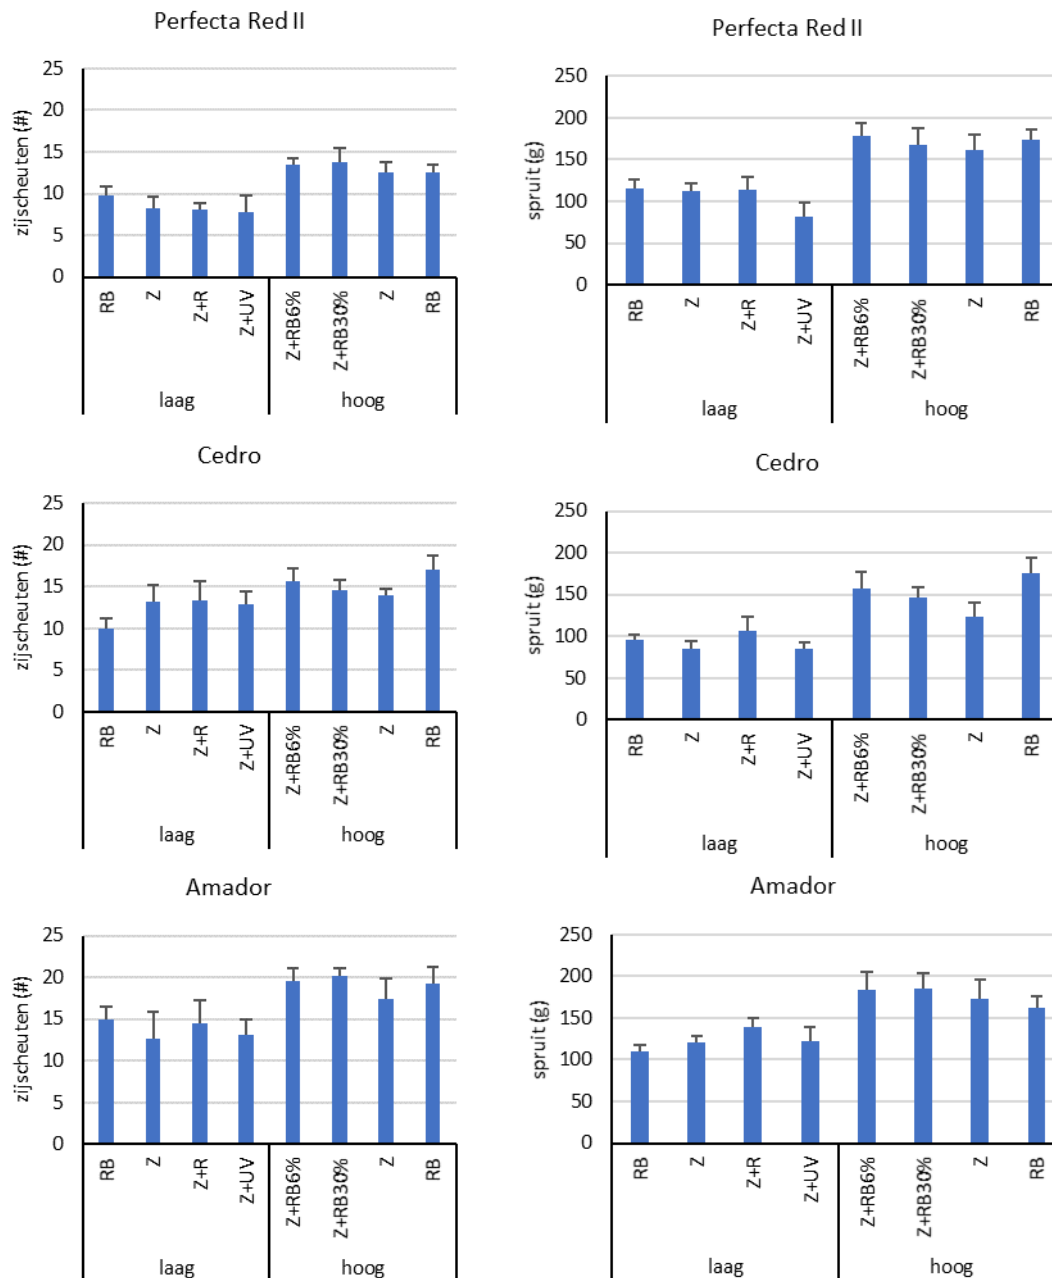 Perfecta Red II
zijscheuten (#)
25
20
15
10
5
0
RB
Z
Z+R
Z+UV
Z+RB6%
Z+RB30%
Z
RB
laag
hoog
Perfecta Red II
spruit (g)
250
200
150
100
50
0
RB
Z
Z+R
Z+UV
Z+RB6%
Z+RB30%
Z
RB
laag
hoog
Cedro
zijscheuten (#)
25
20
15
10
5
0
RB
Z
Z+R
Z+UV
Z+RB6%
Z+RB30%
Z
RB
laag
hoog
Cedro
spruit (g)
250
200
150
100
50
0
RB
Z
Z+R
Z+UV
Z+RB6%
Z+RB30%
Z
RB
laag
hoog
Amador
zijscheuten (#)
25
20
15
10
5
0
RB
Z
Z+R
Z+UV
Z+RB6%
Z+RB30%
Z
RB
laag
hoog
Amador
spruit (g)
250
200
150
100
50
0
RB
Z
Z+R
Z+UV
Z+RB6%
Z+RB30%
Z
RB
laag
hoog